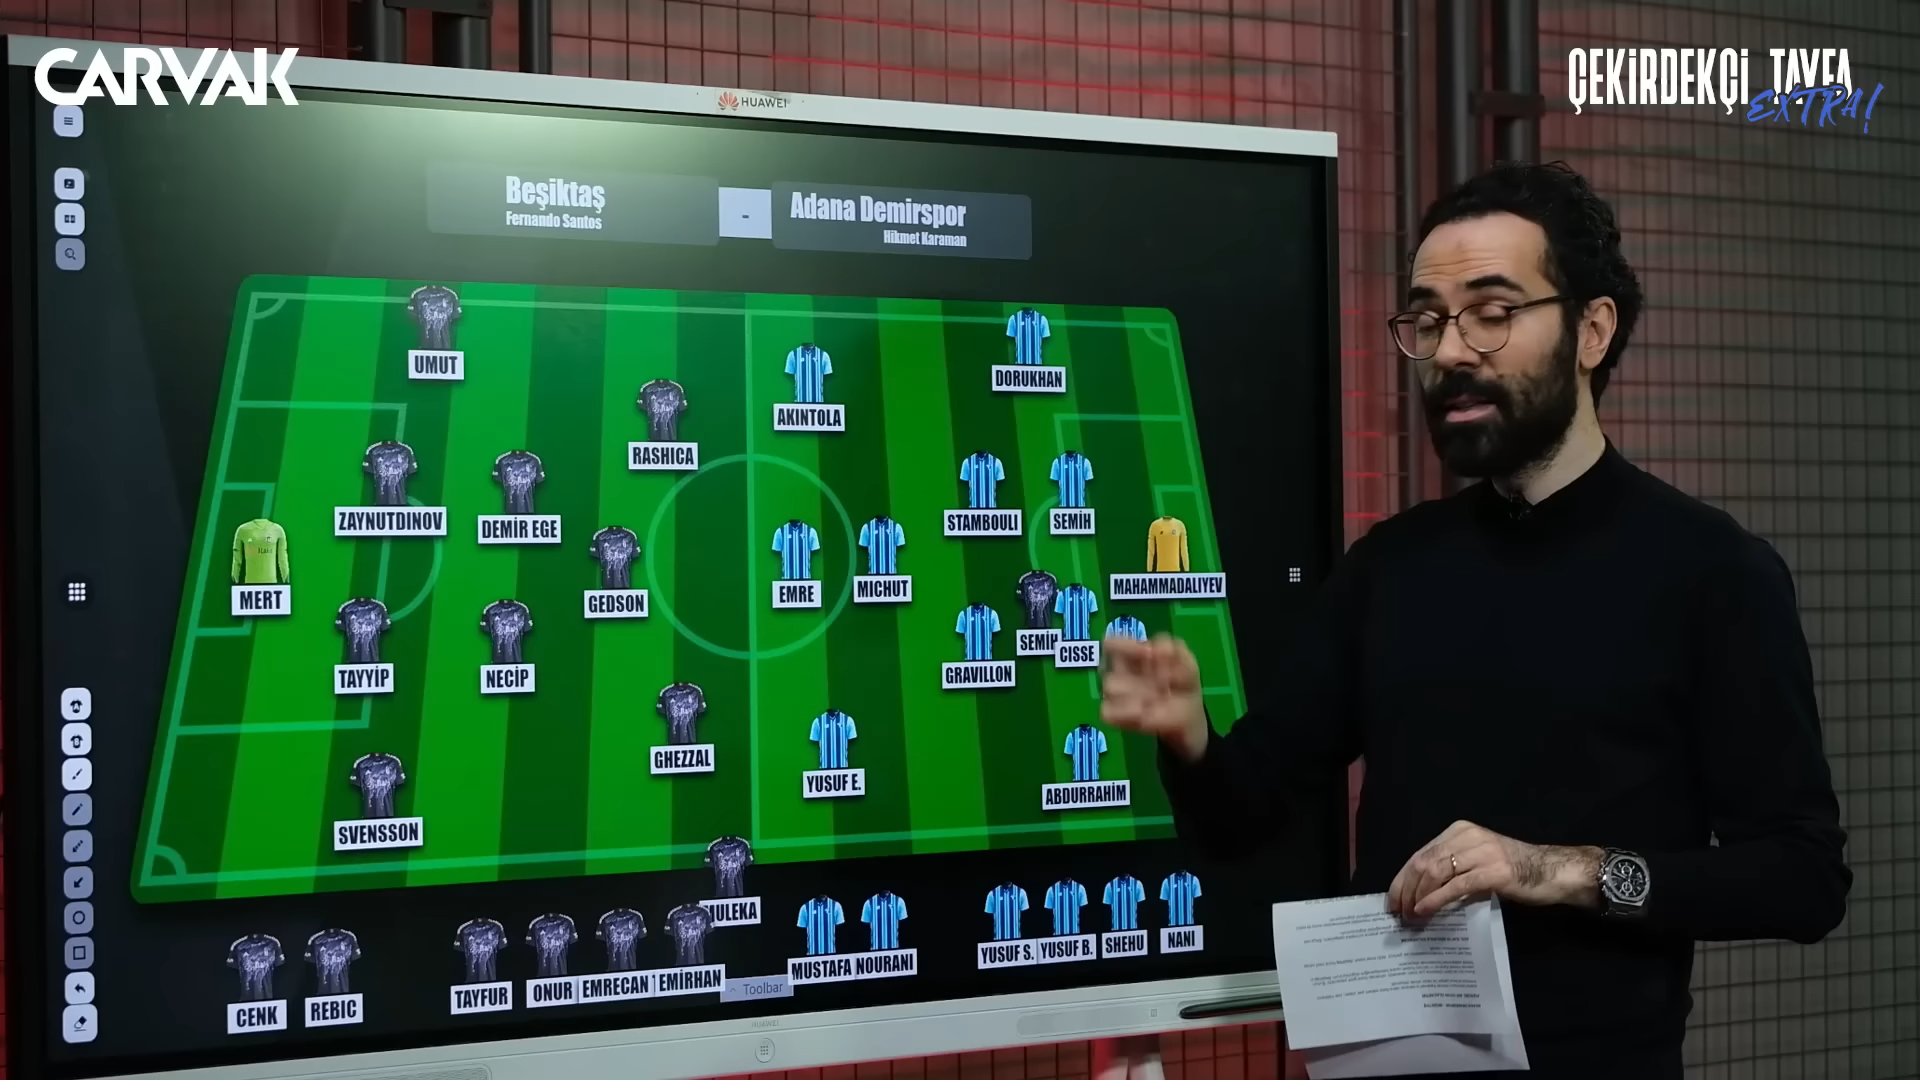 CARVAK
ÇEKİRDEKÇİ TAYFA
EXTRA!
HUAWEI
Beşiktaş
Fernando Santos
-
Adana Demirspor
Hikmet Karaman
UMUT
DORUKHAN
AKINTOLA
RASHICA
ZAYNUTDINOV
DEMİR EGE
STAMBOULI
SEMİH
MERT
GEDSON
EMRE
MICHUT
MAHAMMADALIYEV
TAYYİP
NECİP
SEMİH
CISSE
GRAVILLON
GHEZZAL
YUSUF E.
ABDURRAHİM
SVENSSON
MULEKA
CENK
REBIC
TAYFUR
ONUR
EMRECAN
EMİRHAN
MUSTAFA
NOURANI
YUSUF S.
YUSUF B.
SHEHU
NANI
Toolbar
HUAWEI